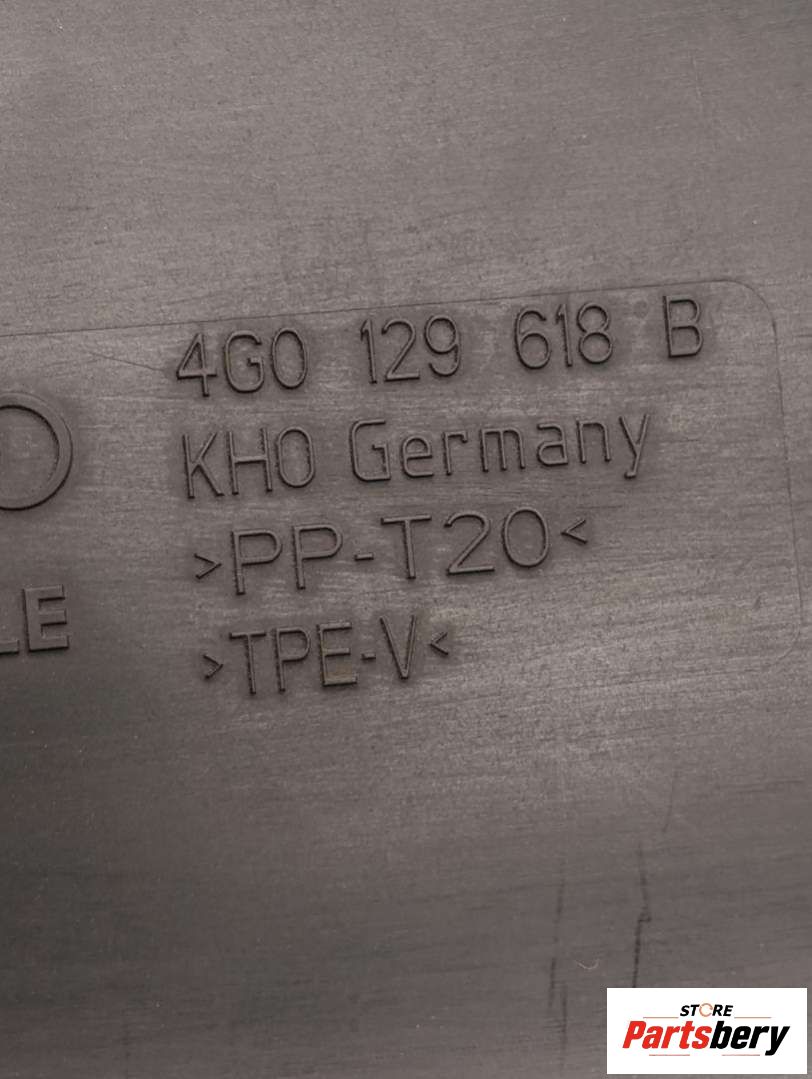 4G0 129 618 B
KHO Germany
>PP-T20<
LE
>TPE-V<
STORE
Partsbery